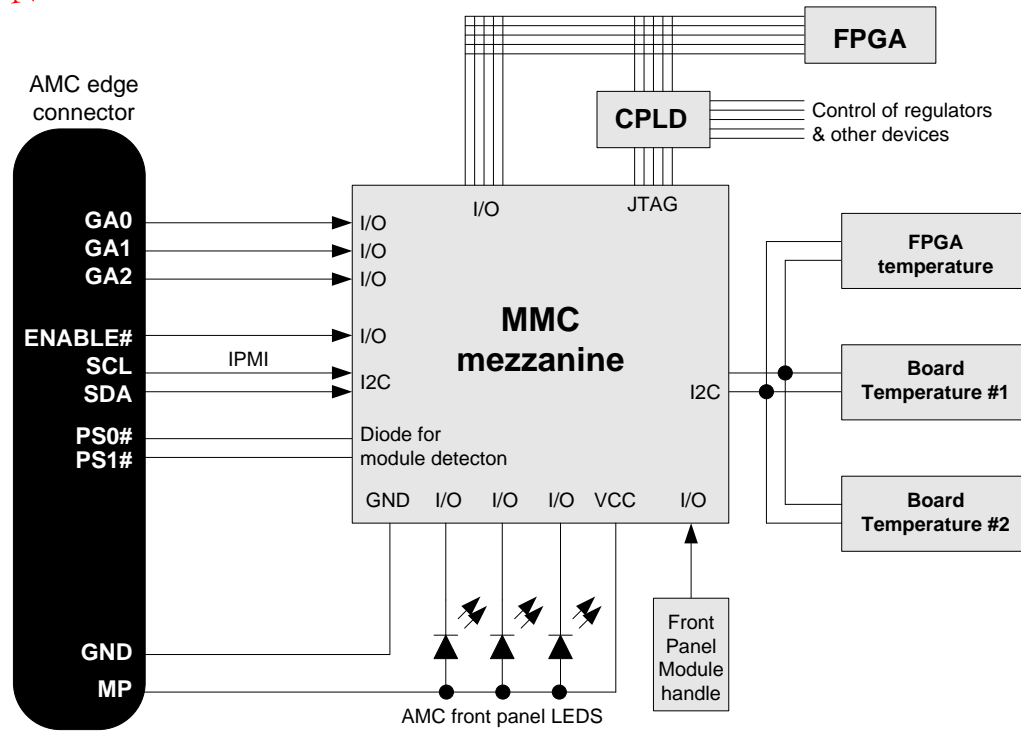 FPGA
AMC edge
connector
CPLD
Control of regulators
& other devices
I/O
JTAG
GA0
I/O
GA1
I/O
GA2
I/O
FPGA
temperature
MMC
mezzanine
ENABLE#
I/O
SCL
IPMI
SDA
I2C
I2C
Board
Temperature #1
PS0#
PS1#
Diode for
module detecton
GND
I/O
I/O
I/O
VCC
I/O
Board
Temperature #2
GND
MP
Front
Panel
Module
handle
AMC front panel LEDS